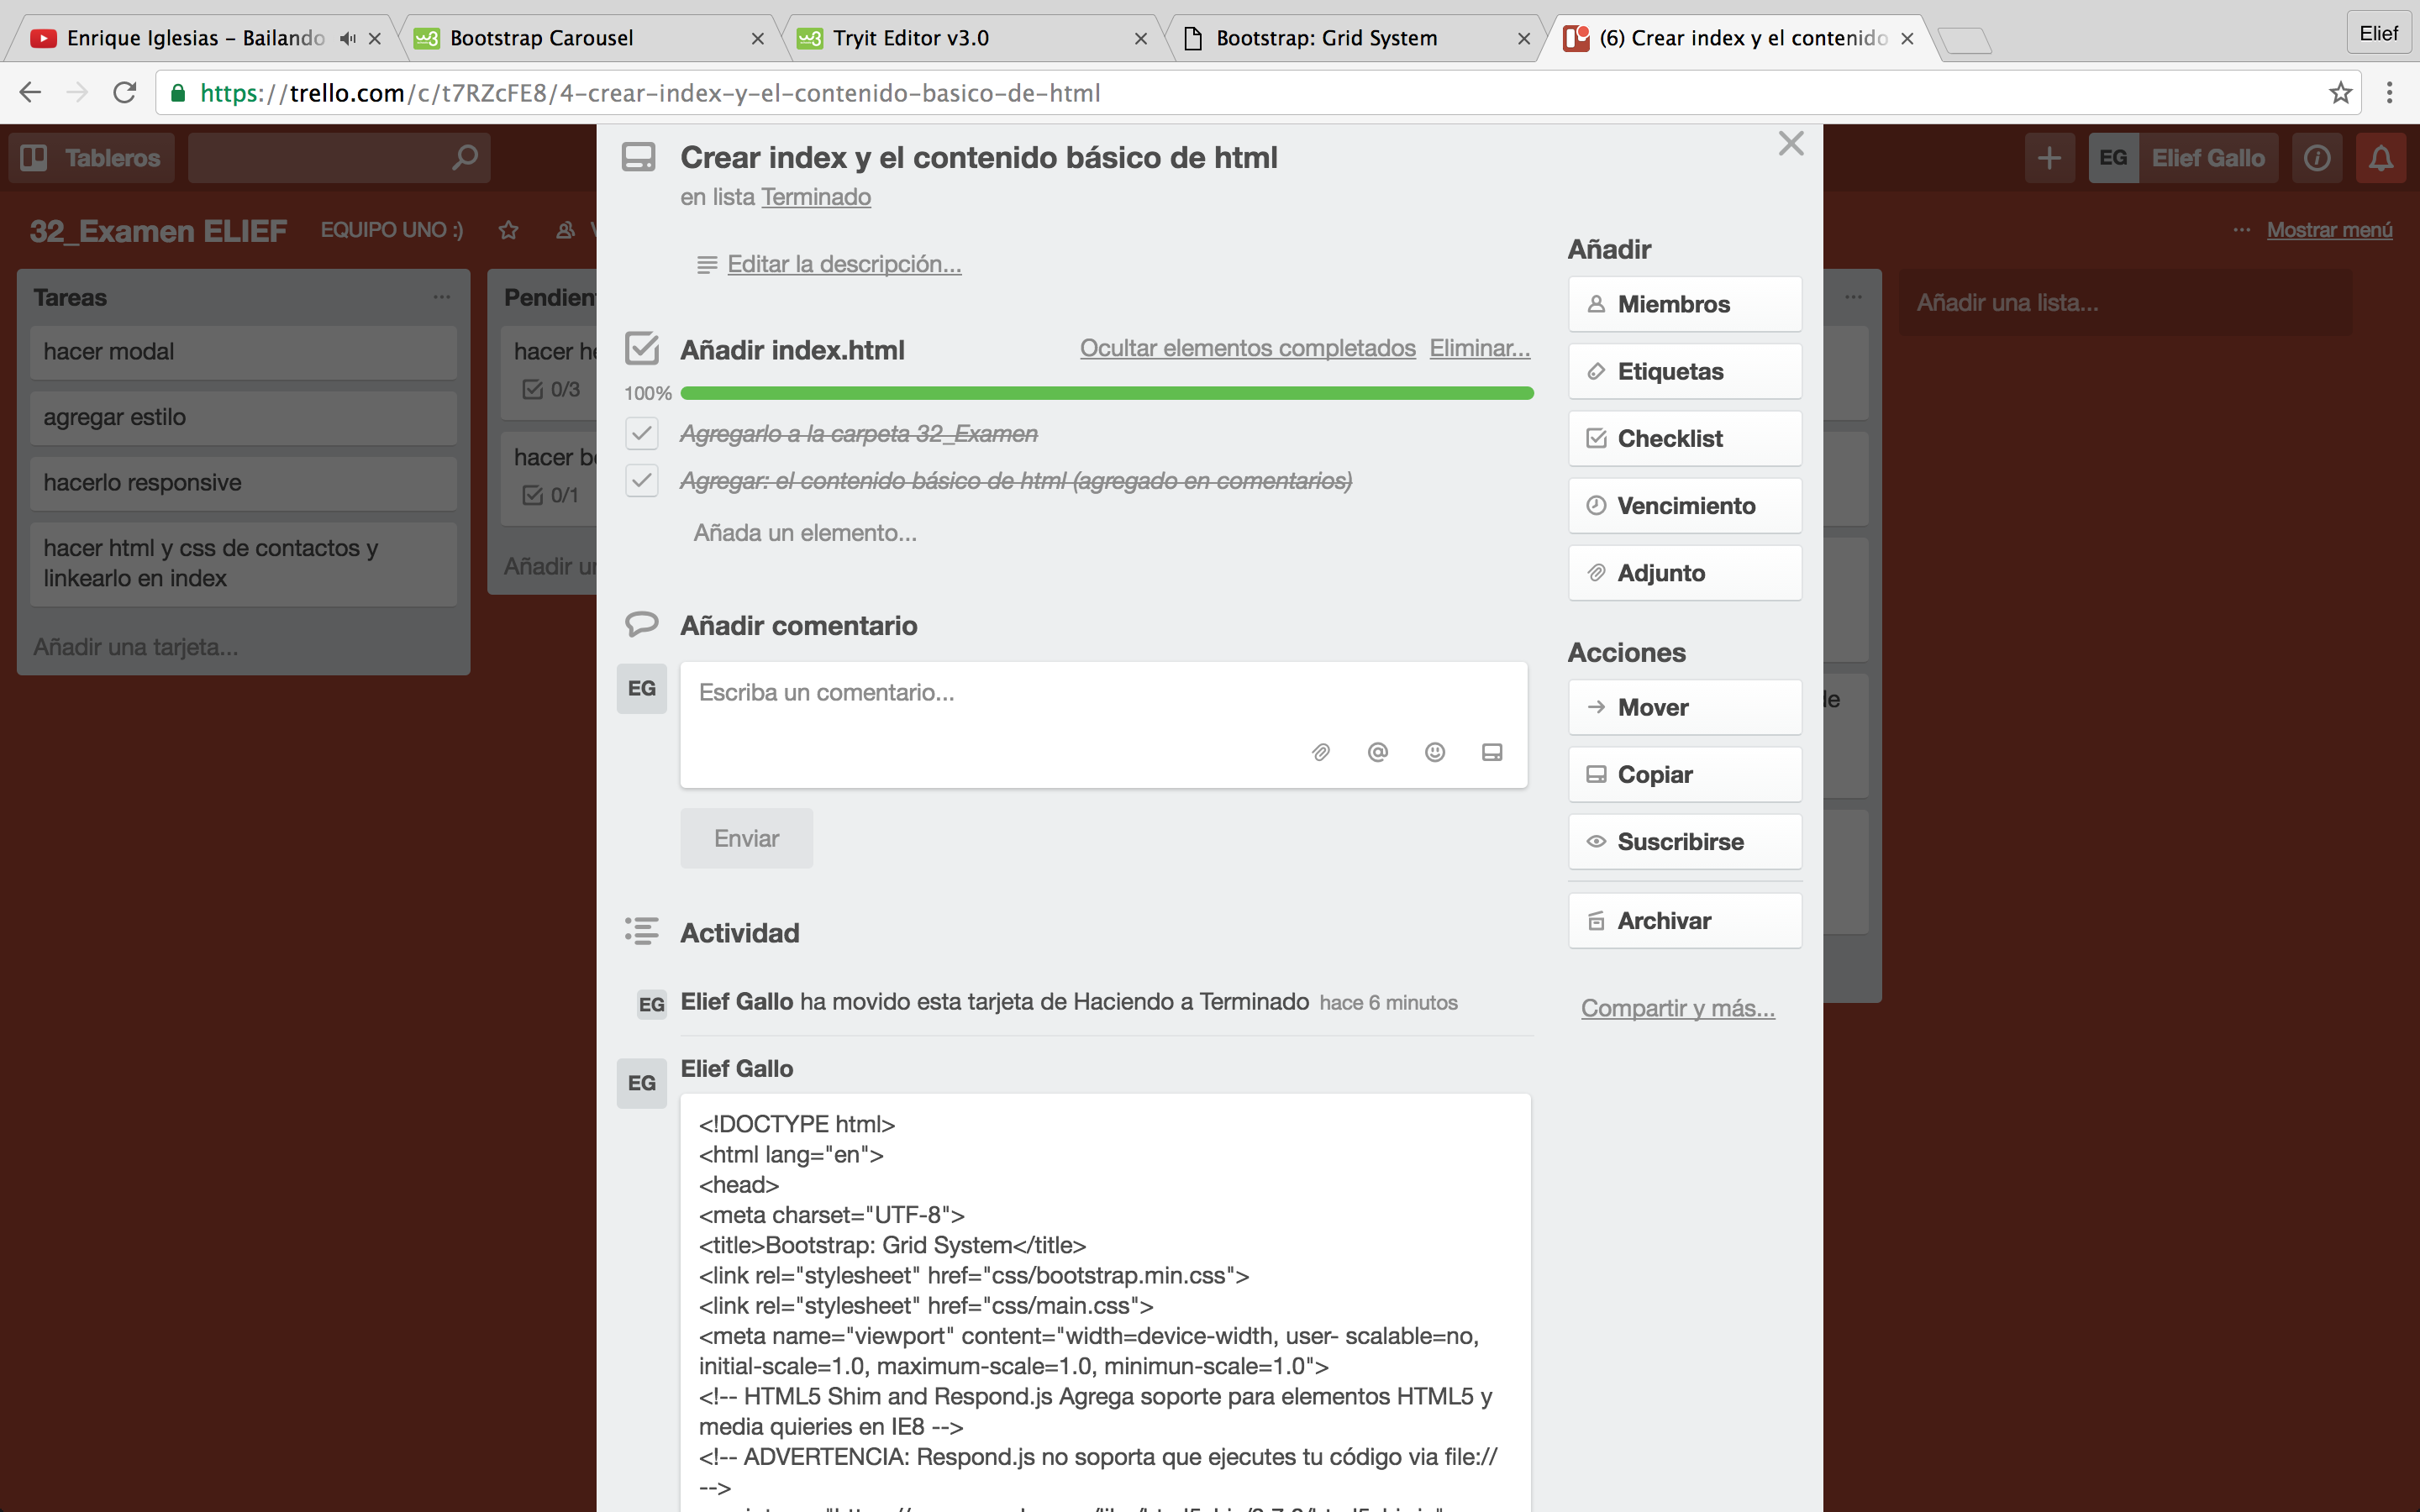 Enrique Iglesias – Bailando
Bootstrap Carousel
Tryit Editor v3.0
Bootstrap: Grid System
(6) Crear index y el contenido
Elief
https://trello.com/c/t7RZcFE8/4-crear-index-y-el-contenido-basico-de-html
Tableros
EG Elief Gallo
32_Examen ELIEF
EQUIPO UNO :)
... Mostrar menú
Tareas ...
hacer modal
agregar estilo
hacerlo responsive
hacer html y css de contactos y
linkearlo en index
Añadir una tarjeta...
0/3
0/1
Crear index y el contenido básico de html
en lista Terminado
Editar la descripción...
Añadir index.html
Ocultar elementos completados Eliminar...
100%
Agregarlo a la carpeta 32_Examen
Agregar: el contenido básico de html (agregado en comentarios)
Añada un elemento...
Añadir comentario
EG
Escriba un comentario...
Enviar
Actividad
EG Elief Gallo ha movido esta tarjeta de Haciendo a Terminado hace 6 minutos
EG Elief Gallo
<!DOCTYPE html>
<html lang="en">
<head>
<meta charset="UTF-8">
<title>Bootstrap: Grid System</title>
<link rel="stylesheet" href="css/bootstrap.min.css">
<link rel="stylesheet" href="css/main.css">
<meta name="viewport" content="width=device-width, user- scalable=no,
initial-scale=1.0, maximum-scale=1.0, minimun-scale=1.0">
<!-- HTML5 Shim and Respond.js Agrega soporte para elementos HTML5 y
media quieries en IE8 -->
<!-- ADVERTENCIA: Respond.js no soporta que ejecutes tu código via file://
-->
Añadir
Miembros
Etiquetas
Checklist
Vencimiento
Adjunto
Acciones
Mover
Copiar
Suscribirse
Archivar
Compartir y más...
...
Añadir una lista...